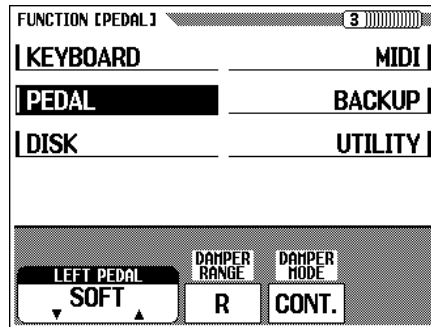 FUNCTION [PEDAL] 3
KEYBOARD MIDI
PEDAL BACKUP
DISK UTILITY
DAMPER RANGE DAMPER MODE
LEFT PEDAL
SOFT R CONT.